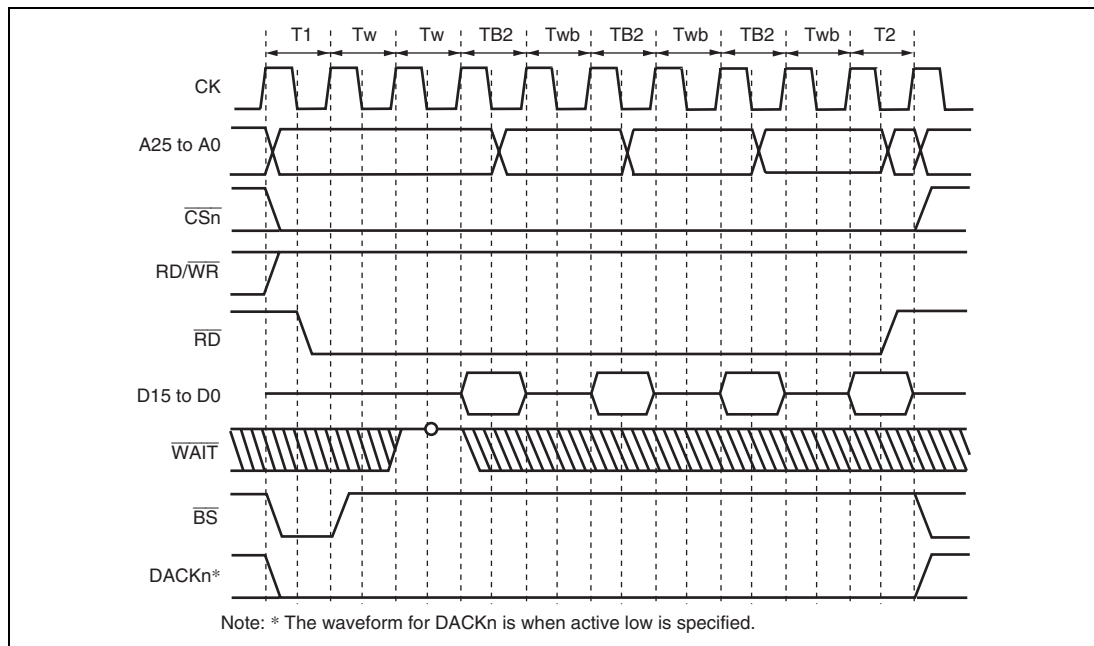 T1 Tw Tw TB2 Twb TB2 Twb TB2 Twb T2
CK
A25 to A0
CSn
RD/WR
RD
D15 to D0
WAIT
BS
DACKn*
Note: * The waveform for DACKn is when active low is specified.